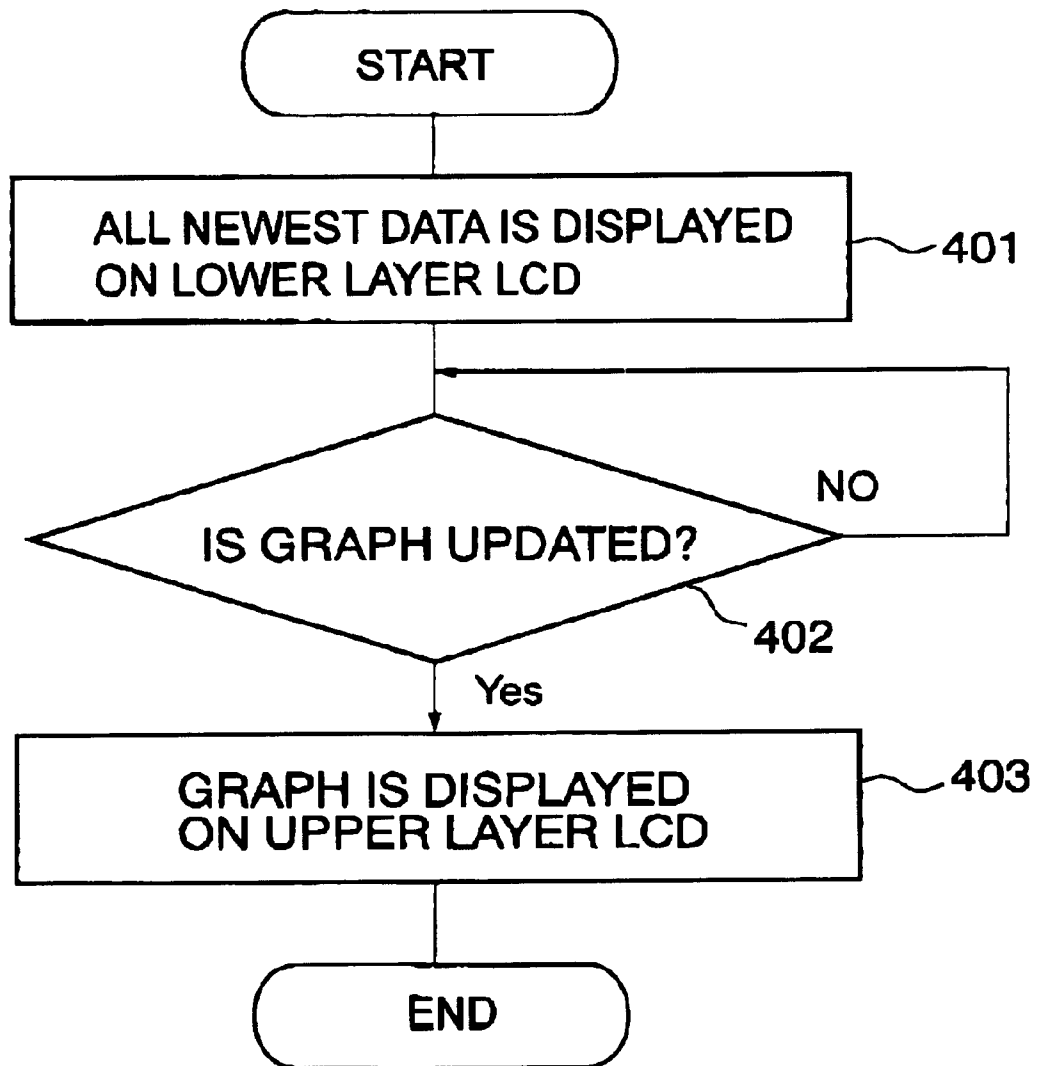 START
ALL NEWEST DATA IS DISPLAYED
ON LOWER LAYER LCD
401
NO
IS GRAPH UPDATED?
402
Yes
GRAPH IS DISPLAYED
ON UPPER LAYER LCD
403
END